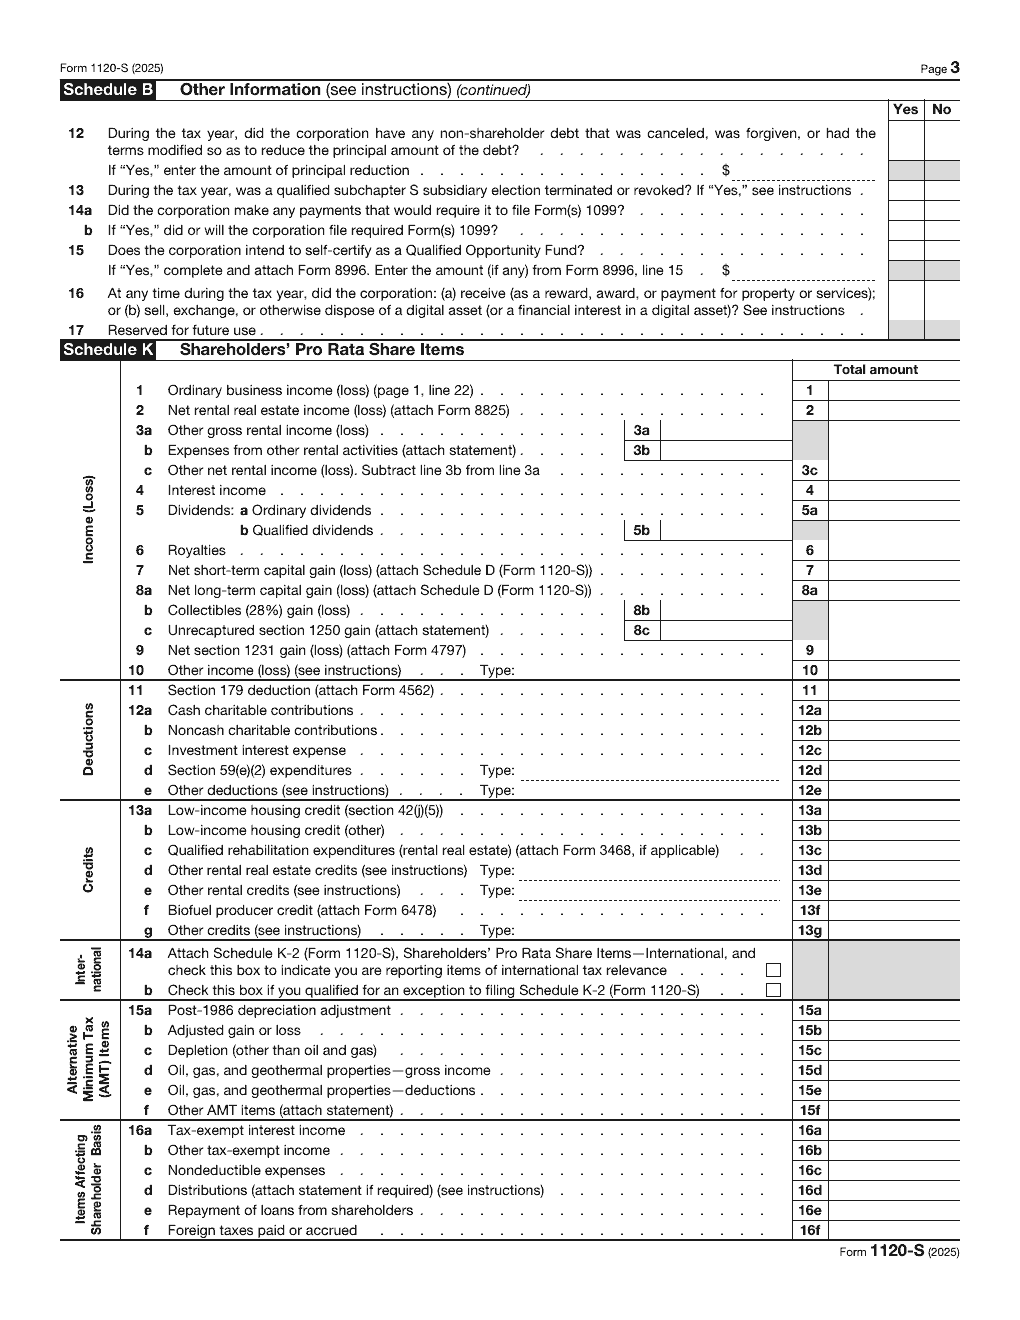 Form 1120-S (2025) Page 3
Schedule B Other Information (see instructions) (continued)
Yes No
12 During the tax year, did the corporation have any non-shareholder debt that was canceled, was forgiven, or had the
terms modified so as to reduce the principal amount of the debt? . . . . . . . . . . . . . . . . .
If “Yes,” enter the amount of principal reduction . . . . . . . . . . . . . . $
13 During the tax year, was a qualified subchapter S subsidiary election terminated or revoked? If “Yes,” see instructions .
14a Did the corporation make any payments that would require it to file Form(s) 1099? . . . . . . . . . . . .
b If “Yes,” did or will the corporation file required Form(s) 1099? . . . . . . . . . . . . . . . . . .
15 Does the corporation intend to self-certify as a Qualified Opportunity Fund? . . . . . . . . . . . . . .
If “Yes,” complete and attach Form 8996. Enter the amount (if any) from Form 8996, line 15 . $
16 At any time during the tax year, did the corporation: (a) receive (as a reward, award, or payment for property or services);
or (b) sell, exchange, or otherwise dispose of a digital asset (or a financial interest in a digital asset)? See instructions .
17 Reserved for future use . . . . . . . . . . . . . . . . . . . . . . . . . . . . . .
Schedule K Shareholders’ Pro Rata Share Items
Total amount
Income (Loss)
1 Ordinary business income (loss) (page 1, line 22) . . . . . . . . . . . . . . . 1
2 Net rental real estate income (loss) (attach Form 8825) . . . . . . . . . . . . . 2
3a Other gross rental income (loss) . . . . . . . . . . . . 3a
b Expenses from other rental activities (attach statement) . . . . . 3b
c Other net rental income (loss). Subtract line 3b from line 3a . . . . . . . . . . . 3c
4 Interest income . . . . . . . . . . . . . . . . . . . . . . . . . 4
5 Dividends: a Ordinary dividends . . . . . . . . . . . . . . . . . . . . 5a
b Qualified dividends . . . . . . . . . . . . 5b
6 Royalties . . . . . . . . . . . . . . . . . . . . . . . . . . . 6
7 Net short-term capital gain (loss) (attach Schedule D (Form 1120-S)) . . . . . . . . . 7
8a Net long-term capital gain (loss) (attach Schedule D (Form 1120-S)) . . . . . . . . . 8a
b Collectibles (28%) gain (loss) . . . . . . . . . . . . . 8b
c Unrecaptured section 1250 gain (attach statement) . . . . . . 8c
9 Net section 1231 gain (loss) (attach Form 4797) . . . . . . . . . . . . . . . 9
10 Other income (loss) (see instructions) . . . Type: 10
Deductions
11 Section 179 deduction (attach Form 4562) . . . . . . . . . . . . . . . . . 11
12a Cash charitable contributions . . . . . . . . . . . . . . . . . . . . . 12a
b Noncash charitable contributions . . . . . . . . . . . . . . . . . . . . 12b
c Investment interest expense . . . . . . . . . . . . . . . . . . . . . 12c
d Section 59(e)(2) expenditures . . . . . . Type: 12d
e Other deductions (see instructions) . . . . Type: 12e
Credits
13a Low-income housing credit (section 42(j)(5)) . . . . . . . . . . . . . . . . 13a
b Low-income housing credit (other) . . . . . . . . . . . . . . . . . . . 13b
c Qualified rehabilitation expenditures (rental real estate) (attach Form 3468, if applicable) . . 13c
d Other rental real estate credits (see instructions) Type: 13d
e Other rental credits (see instructions) . . . Type: 13e
f Biofuel producer credit (attach Form 6478) . . . . . . . . . . . . . . . . 13f
g Other credits (see instructions) . . . . . Type: 13g
Inter-
national
14a Attach Schedule K-2 (Form 1120-S), Shareholders’ Pro Rata Share Items—International, and
check this box to indicate you are reporting items of international tax relevance . . . .
b Check this box if you qualified for an exception to filing Schedule K-2 (Form 1120-S) . .
Alternative
Minimum Tax
(AMT) Items
15a Post-1986 depreciation adjustment . . . . . . . . . . . . . . . . . . . 15a
b Adjusted gain or loss . . . . . . . . . . . . . . . . . . . . . . . 15b
c Depletion (other than oil and gas) . . . . . . . . . . . . . . . . . . . 15c
d Oil, gas, and geothermal properties—gross income . . . . . . . . . . . . . . 15d
e Oil, gas, and geothermal properties—deductions . . . . . . . . . . . . . . . 15e
f Other AMT items (attach statement) . . . . . . . . . . . . . . . . . . . 15f
Items Affecting
Shareholder Basis
16a Tax-exempt interest income . . . . . . . . . . . . . . . . . . . . . 16a
b Other tax-exempt income . . . . . . . . . . . . . . . . . . . . . . 16b
c Nondeductible expenses . . . . . . . . . . . . . . . . . . . . . . 16c
d Distributions (attach statement if required) (see instructions) . . . . . . . . . . . 16d
e Repayment of loans from shareholders . . . . . . . . . . . . . . . . . . 16e
f Foreign taxes paid or accrued . . . . . . . . . . . . . . . . . . . . 16f
Form 1120-S (2025)